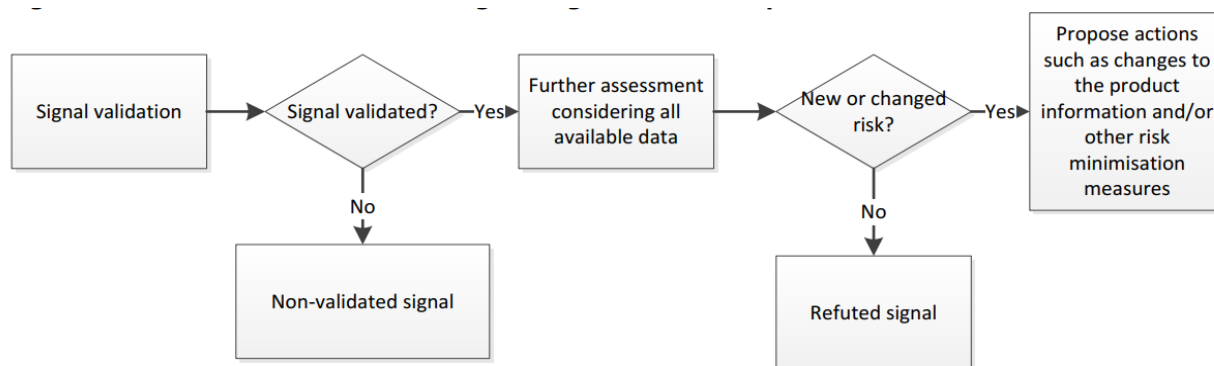 Signal validation
Signal validated?
Yes
Further assessment
considering all
available data
New or changed
risk?
Yes
Propose actions
such as changes to
the product
information and/or
other risk
minimisation
measures
No
Non-validated signal
No
Refuted signal